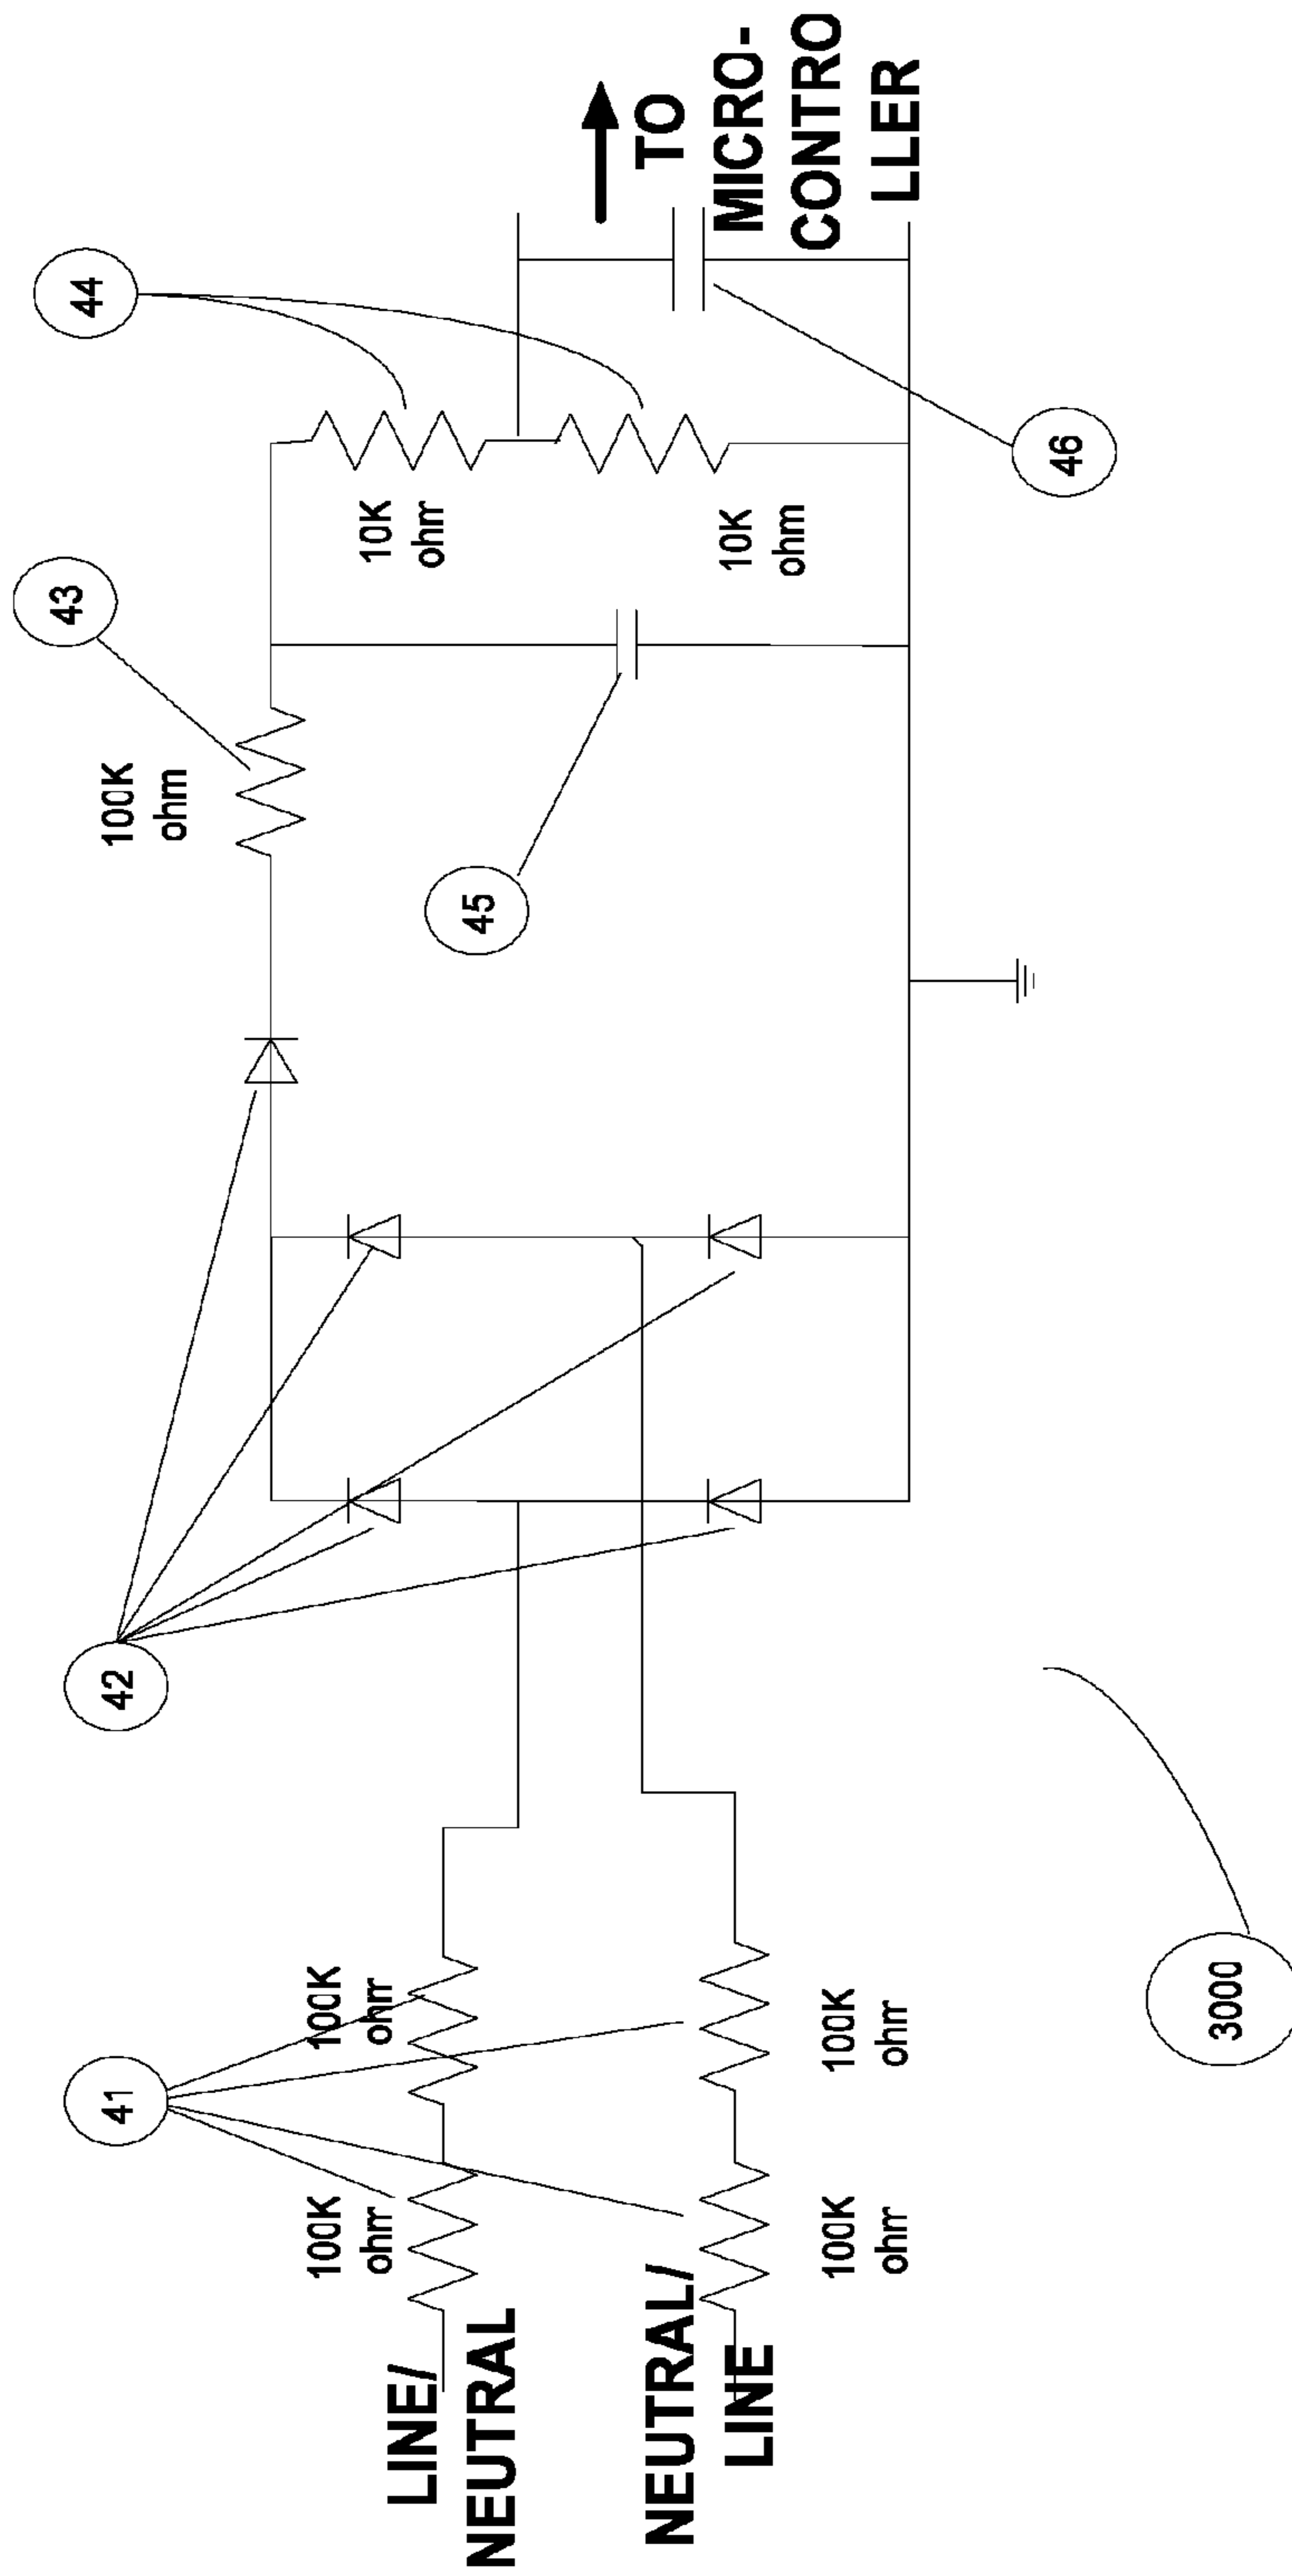 43
44
41
42
100K
ohm
100K
ohm
100K
ohm
10K
ohm
LINE/
NEUTRAL
45
TO
MICRO-
CONTRO
LLER
NEUTRAL/
LINE
10K
ohm
100K
ohm
100K
ohm
46
3000